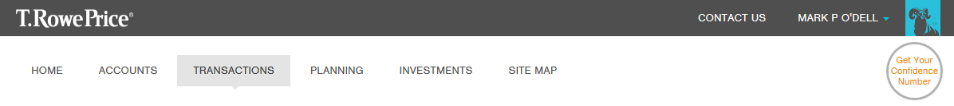 T.RowePrice®
CONTACT US MARK P O'DELL
HOME ACCOUNTS TRANSACTIONS PLANNING INVESTMENTS SITE MAP
Get Your
Confidence
Number